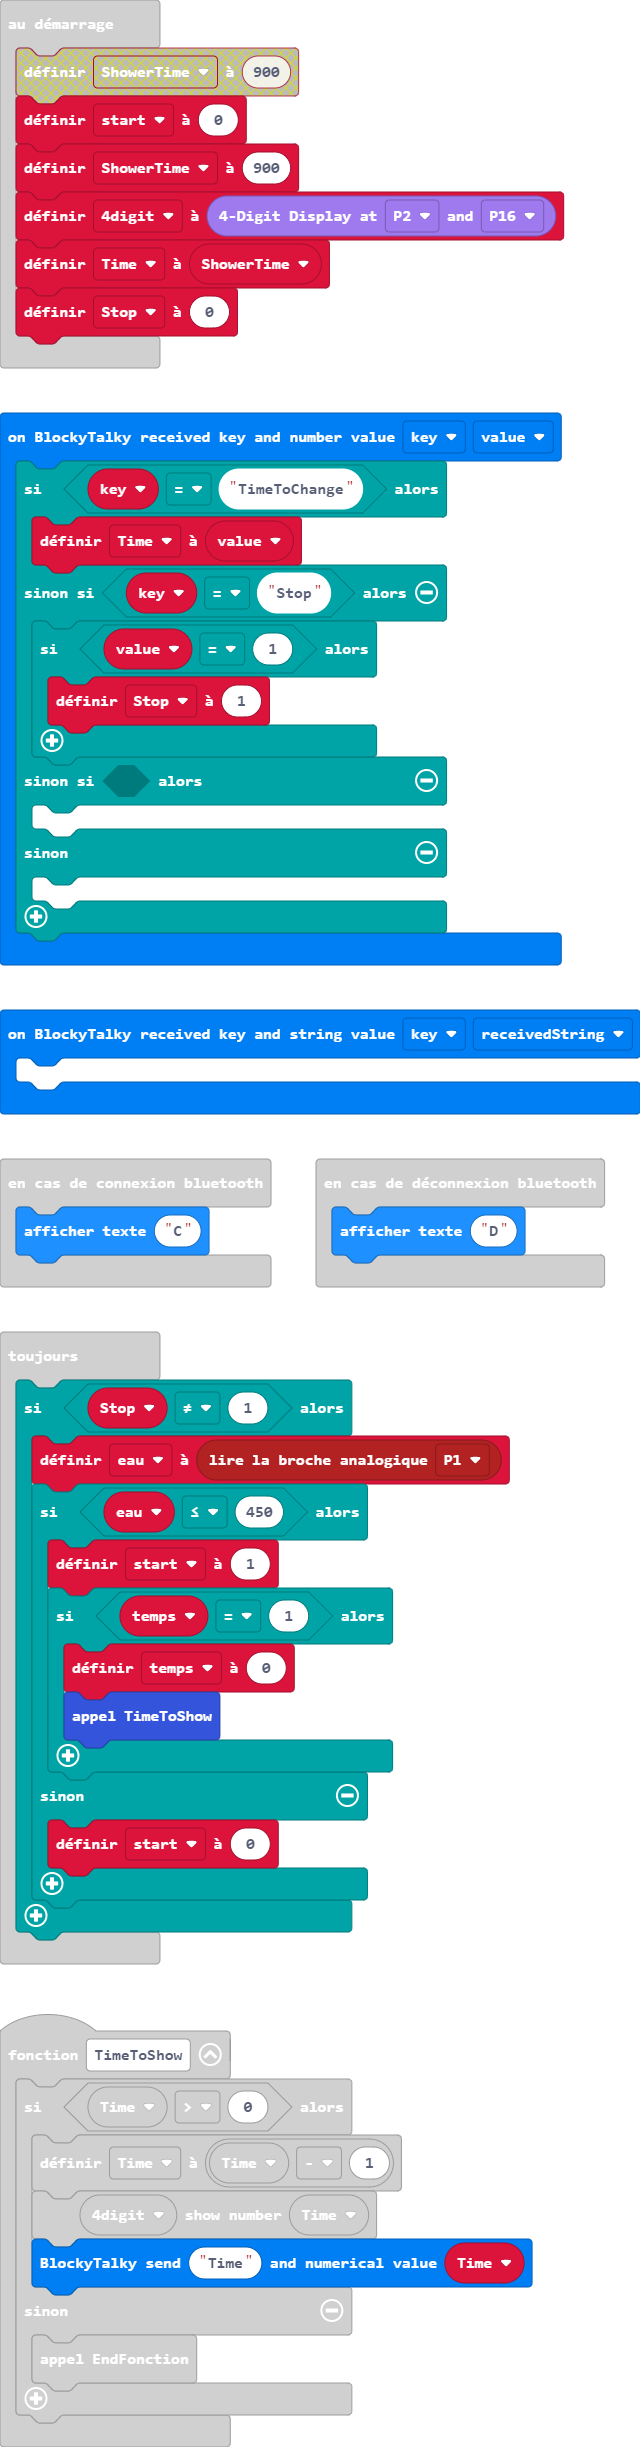 au démarrage
définir ShowerTime à 900
définir start à 0
définir ShowerTime à 900
définir 4digit à 4-Digit Display at P2 and P16
définir Time à ShowerTime
définir Stop à 0
on BlockyTalky received key and number value key value
si key = "TimeToChange" alors
définir Time à value
sinon si key = "Stop" alors
si value = 1 alors
définir Stop à 1
sinon si alors
sinon
on BlockyTalky received key and string value key receivedString
en cas de connexion bluetooth
afficher texte "C"
en cas de déconnexion bluetooth
afficher texte "D"
toujours
si Stop ≠ 1 alors
définir eau à lire la broche analogique P1
si eau ≤ 450 alors
définir start à 1
si temps = 1 alors
définir temps à 0
appel TimeToShow
sinon
définir start à 0
fonction TimeToShow
si Time > 0 alors
définir Time à Time - 1
4digit show number Time
BlockyTalky send "Time" and numerical value Time
sinon
appel EndFonction